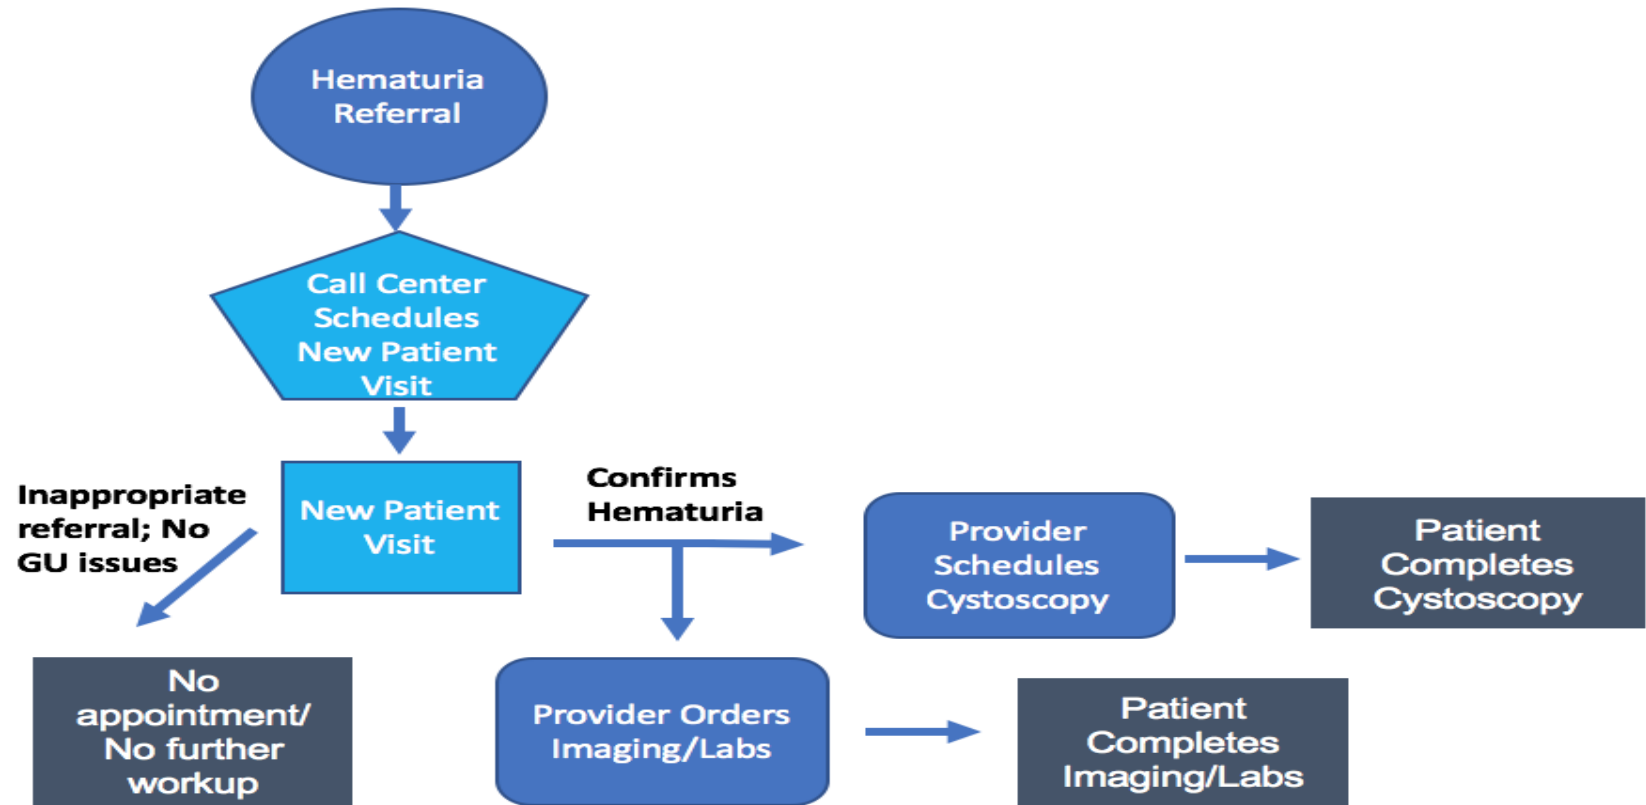 Hematuria
Referral
Call Center
Schedules
New Patient
Visit
Inappropriate
referral; No
GU issues
New Patient
Visit
Confirms
Hematuria
Provider
Schedules
Cystoscopy
Patient
Completes
Cystoscopy
No
appointment/
No further
workup
Provider Orders
Imaging/Labs
Patient
Completes
Imaging/Labs